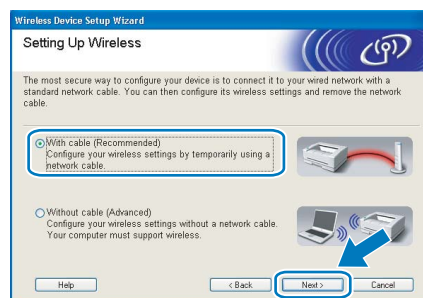 Wireless Device Setup Wizard
Setting Up Wireless
The most secure way to configure your device is to connect it to your wired network with a
standard network cable. You can then configure its wireless settings and remove the network
cable.
With cable (Recommended)
Configure your wireless settings by temporarily using a
network cable.
Without cable (Advanced)
Configure your wireless settings without a network cable.
Your computer must support wireless.
Help
< Back
Next >
Cancel